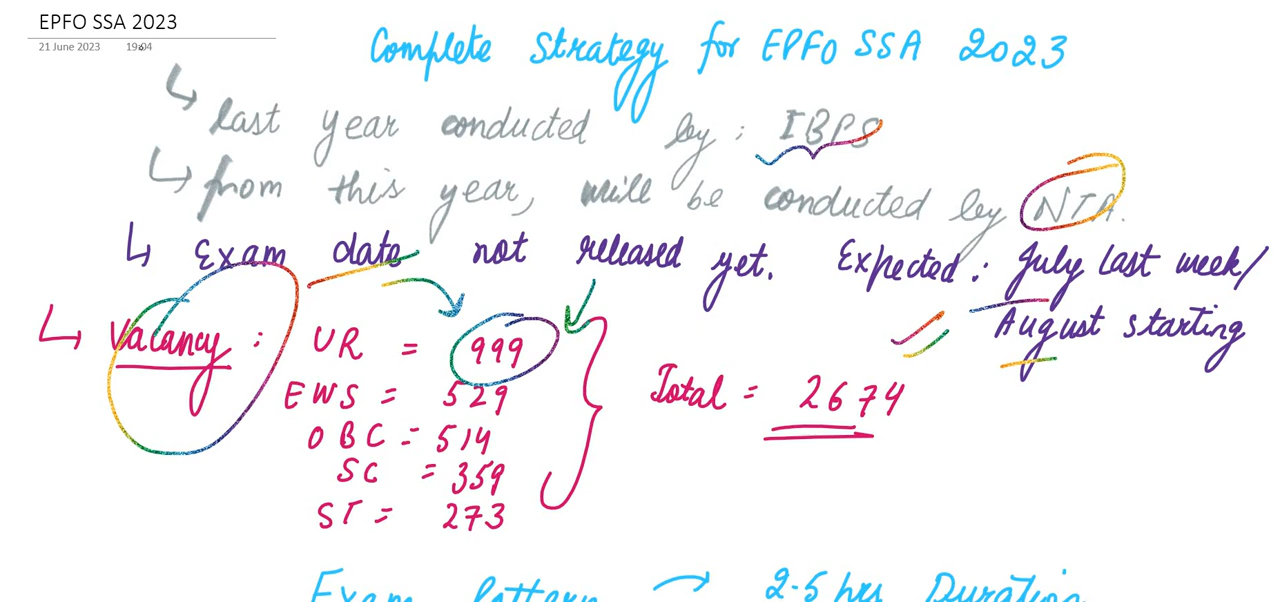 EPFO SSA 2023
21 June 2023 19:04
Complete Strategy for EPFO SSA 2023
↳ last year conducted by : IBPS
↳ from this year, will be conducted by NTA.
↳ Exam date not released yet. Expected : July last week/
August starting
↳ Vacancy : UR = 999
EWS = 529
OBC = 514
SC = 359
ST = 273
Total = 2674
Exam Pattern → 2.5 hrs Duration